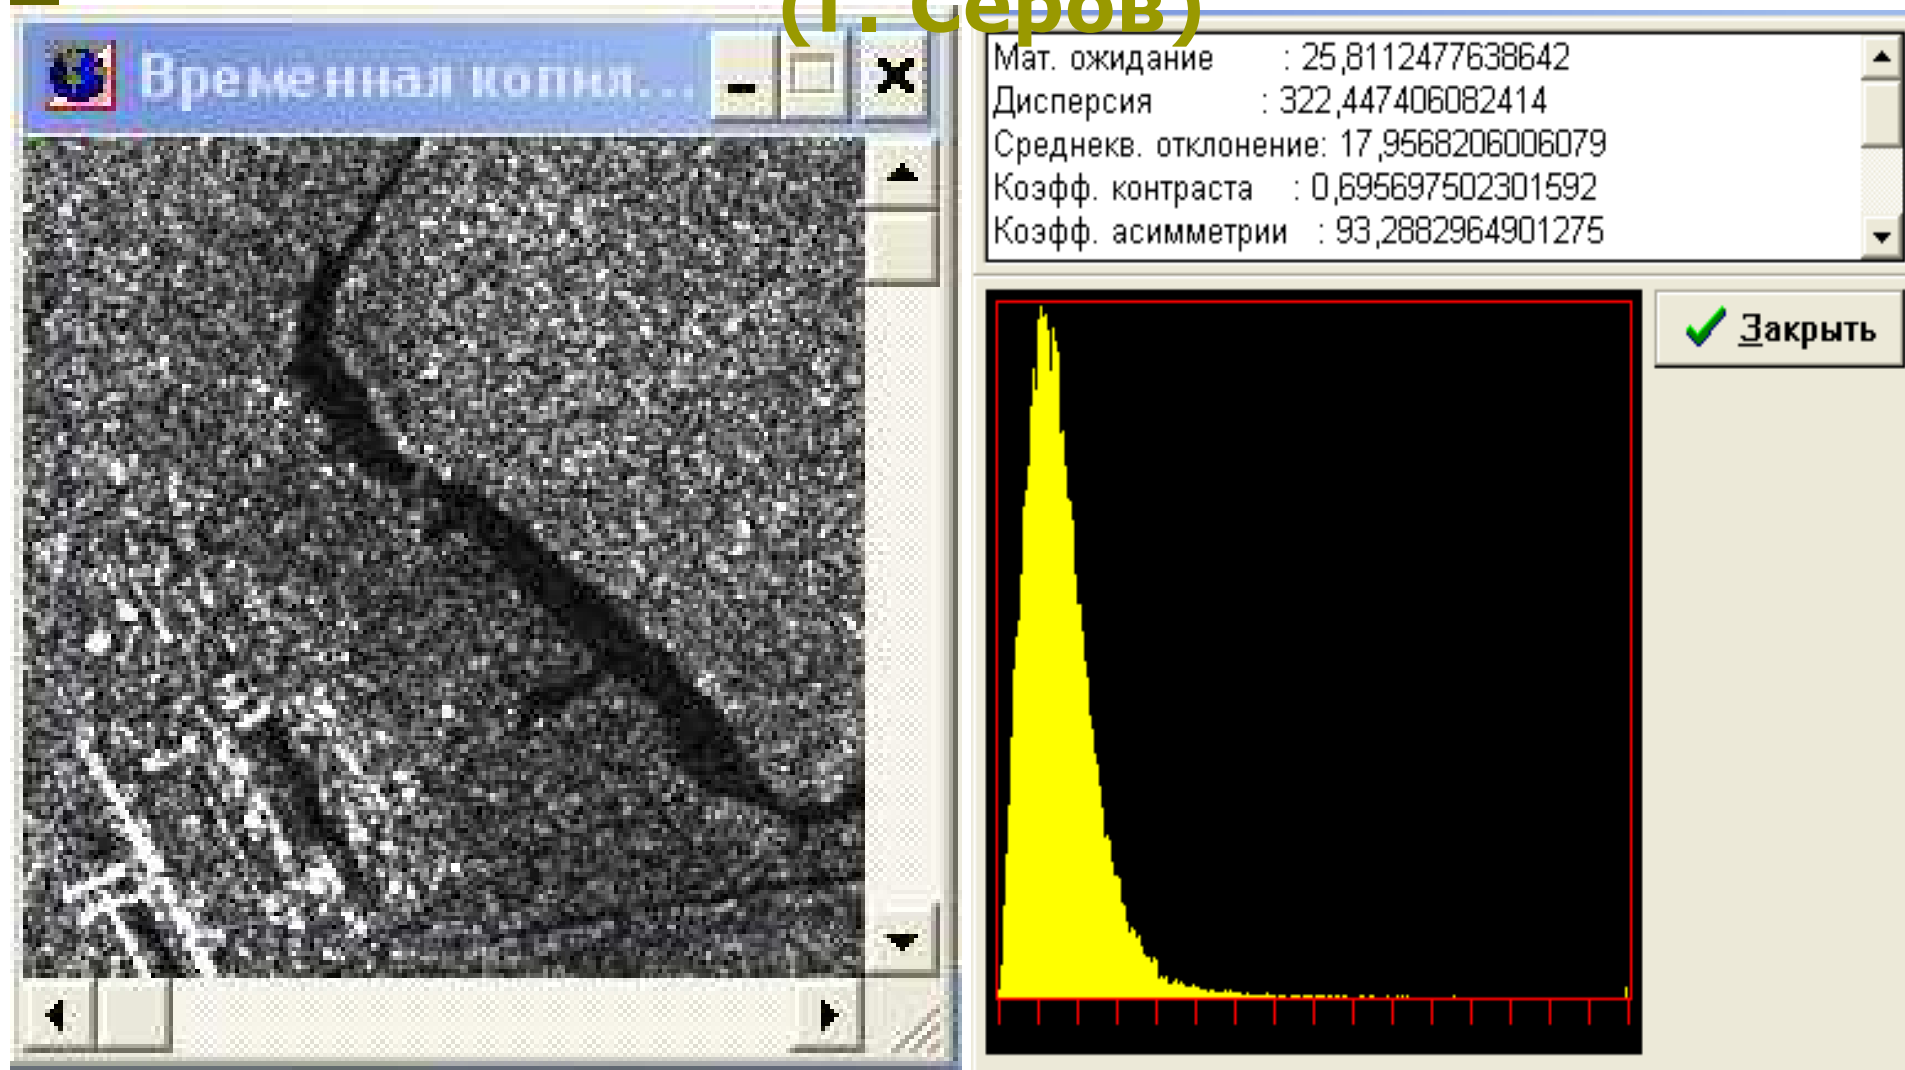 (г. Серов)
Временная копия...
Мат. ожидание : 25,8112477638642
Дисперсия : 322,447406082414
Среднекв. отклонение: 17,9568206006079
Коэфф. контраста : 0,695697502301592
Коэфф. асимметрии : 93,2882964901275
Закрыть